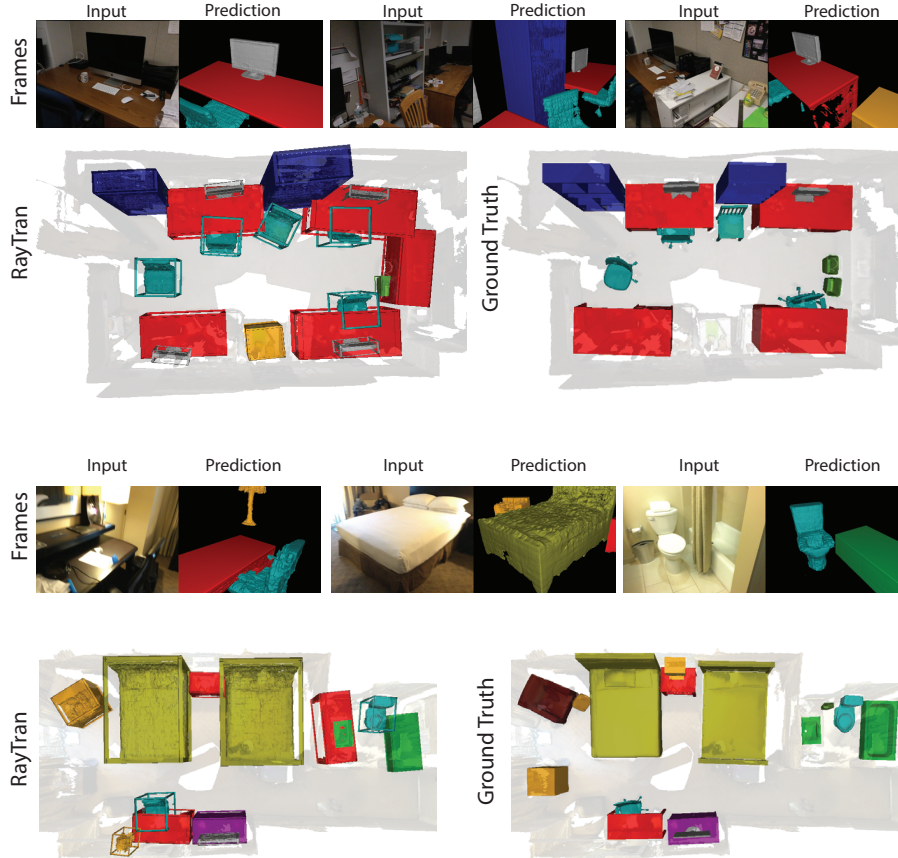 Input Prediction Input Prediction Input Prediction
Frames
RayTran
Ground Truth
Input Prediction Input Prediction Input Prediction
Frames
RayTran
Ground Truth